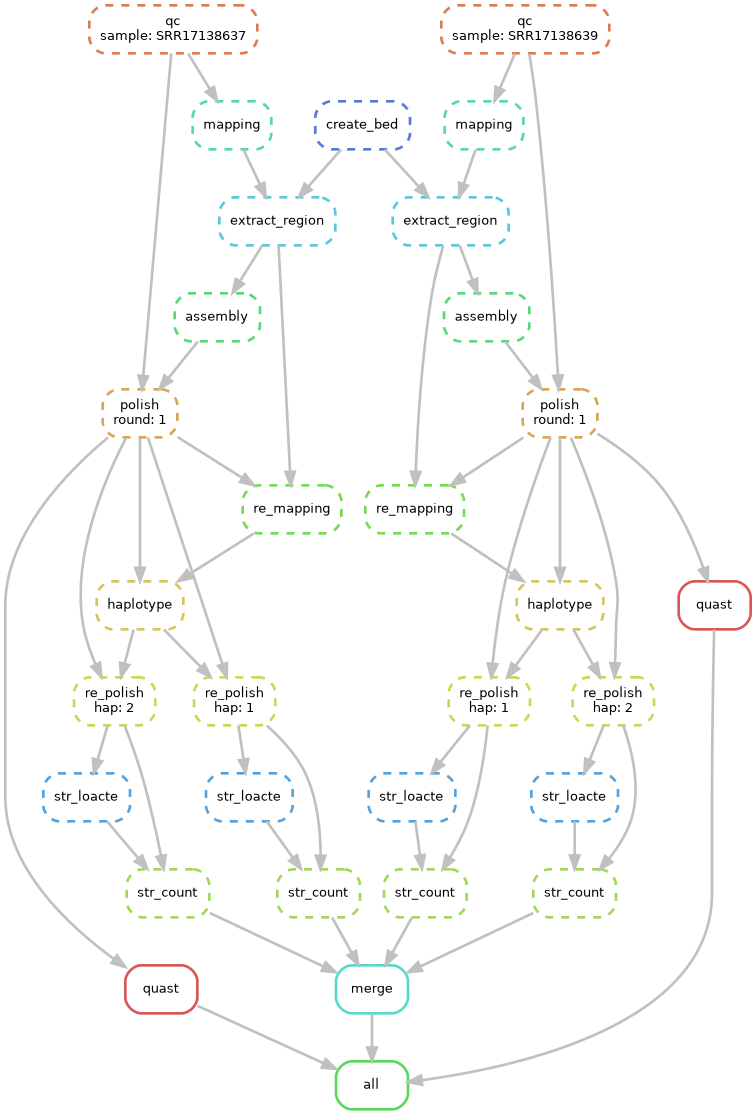 qc
sample: SRR17138637
qc
sample: SRR17138639
mapping
create_bed
mapping
extract_region
extract_region
assembly
assembly
polish
round: 1
polish
round: 1
re_mapping
re_mapping
haplotype
haplotype
quast
re_polish
hap: 2
re_polish
hap: 1
re_polish
hap: 1
re_polish
hap: 2
str_loacte
str_loacte
str_loacte
str_loacte
str_count
str_count
str_count
str_count
quast
merge
all